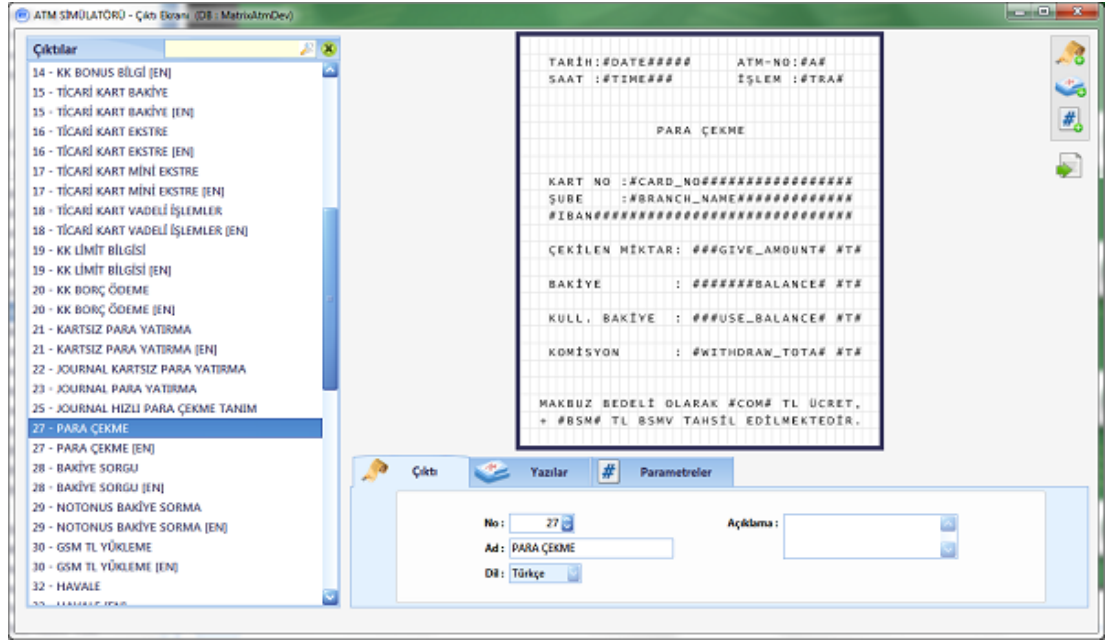 ATM SİMÜLATÖRÜ - Çıktı Ekranı (DB : MatrixAtmDev)
Çıktılar
14 - KK BONUS BİLGİ [EN]
15 - TİCARİ KART BAKİYE
15 - TİCARİ KART BAKİYE [EN]
16 - TİCARİ KART EKSTRE
16 - TİCARİ KART EKSTRE [EN]
17 - TİCARİ KART MİNİ EKSTRE
17 - TİCARİ KART MİNİ EKSTRE [EN]
18 - TİCARİ KART VADELİ İŞLEMLER
18 - TİCARİ KART VADELİ İŞLEMLER [EN]
19 - KK LİMİT BİLGİSİ
19 - KK LİMİT BİLGİSİ [EN]
20 - KK BORÇ ÖDEME
20 - KK BORÇ ÖDEME [EN]
21 - KARTSIZ PARA YATIRMA
21 - KARTSIZ PARA YATIRMA [EN]
22 - JOURNAL KARTSIZ PARA YATIRMA
23 - JOURNAL PARA YATIRMA
25 - JOURNAL HIZLI PARA ÇEKME TANIM
27 - PARA ÇEKME
27 - PARA ÇEKME [EN]
28 - BAKİYE SORGU
28 - BAKİYE SORGU [EN]
29 - NOTONUS BAKİYE SORMA
29 - NOTONUS BAKİYE SORMA [EN]
30 - GSM TL YÜKLEME
30 - GSM TL YÜKLEME [EN]
32 - HAVALE
32 - HAVALE [EN]
TARİH:#DATE##### ATM-NO:#A#
SAAT :#TIME### İŞLEM :#TRA#
PARA ÇEKME
KART NO :#CARD_NO#################
ŞUBE :#BRANCH_NAME#############
#IBAN#############################
ÇEKİLEN MİKTAR: ###GIVE_AMOUNT# #T#
BAKİYE : #######BALANCE# #T#
KULL. BAKİYE : ###USE_BALANCE# #T#
KOMİSYON : #WITHDRAW_TOTA# #T#
MAKBUZ BEDELİ OLARAK #COM# TL ÜCRET,
+ #BSM# TL BSMV TAHSİL EDİLMEKTEDİR.
Çıktı Yazılar # Parametreler
No : 27 Açıklama :
Ad : PARA ÇEKME
Dil : Türkçe